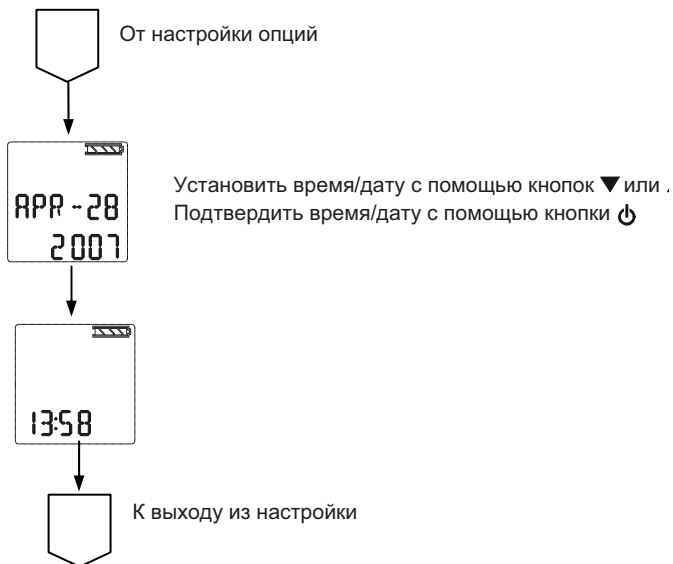 От настройки опций
APR-28
2007
Установить время/дату с помощью кнопок ▼ или
Подтвердить время/дату с помощью кнопки ⏻
13:58
К выходу из настройки